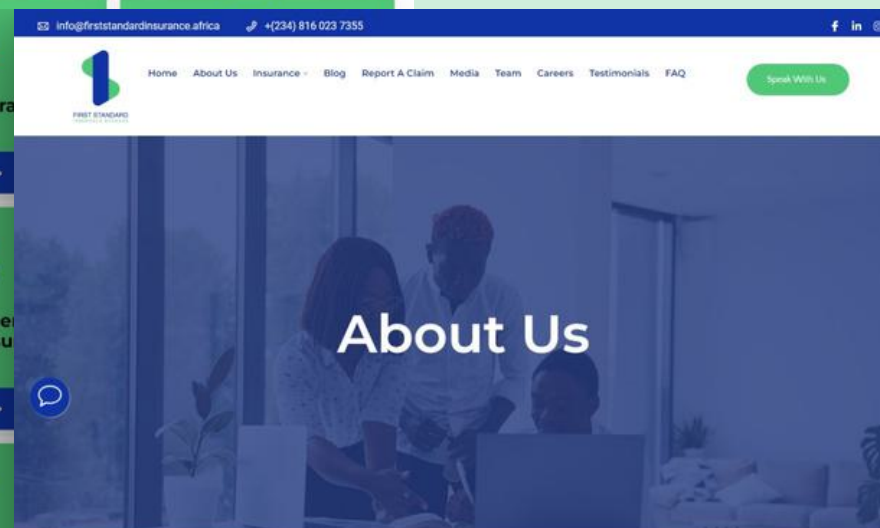 info@firststandardinsurance.africa +(234) 816 023 7355
Home About Us Insurance Blog Report A Claim Media Team Careers Testimonials FAQ
Speak With Us
FIRST STANDARD
About Us